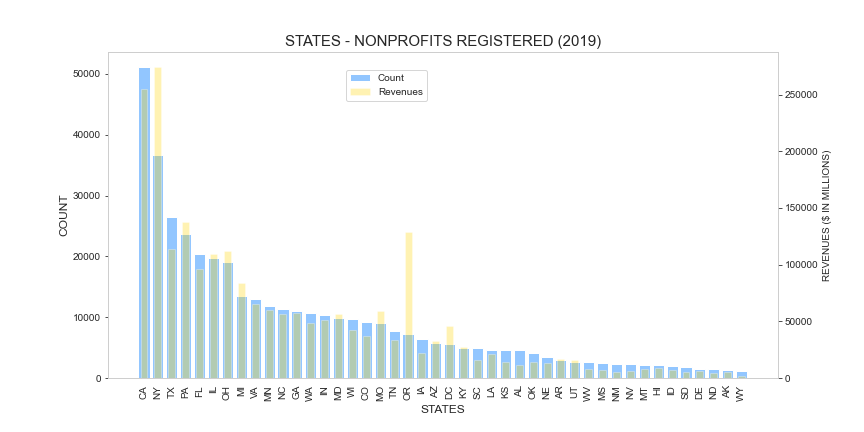 STATES - NONPROFITS REGISTERED (2019)
Count
Revenues
COUNT
50000
40000
30000
20000
10000
0
REVENUES ($ IN MILLIONS)
250000
200000
150000
100000
50000
0
CA NY TX PA FL IL OH MI VA MN NC GA WA IN MD WI CO MO TN OR IA AZ DC KY SC LA KS AL OK NE AR UT WV MS NM NV MT HI ID SD DE ND AK WY
STATES